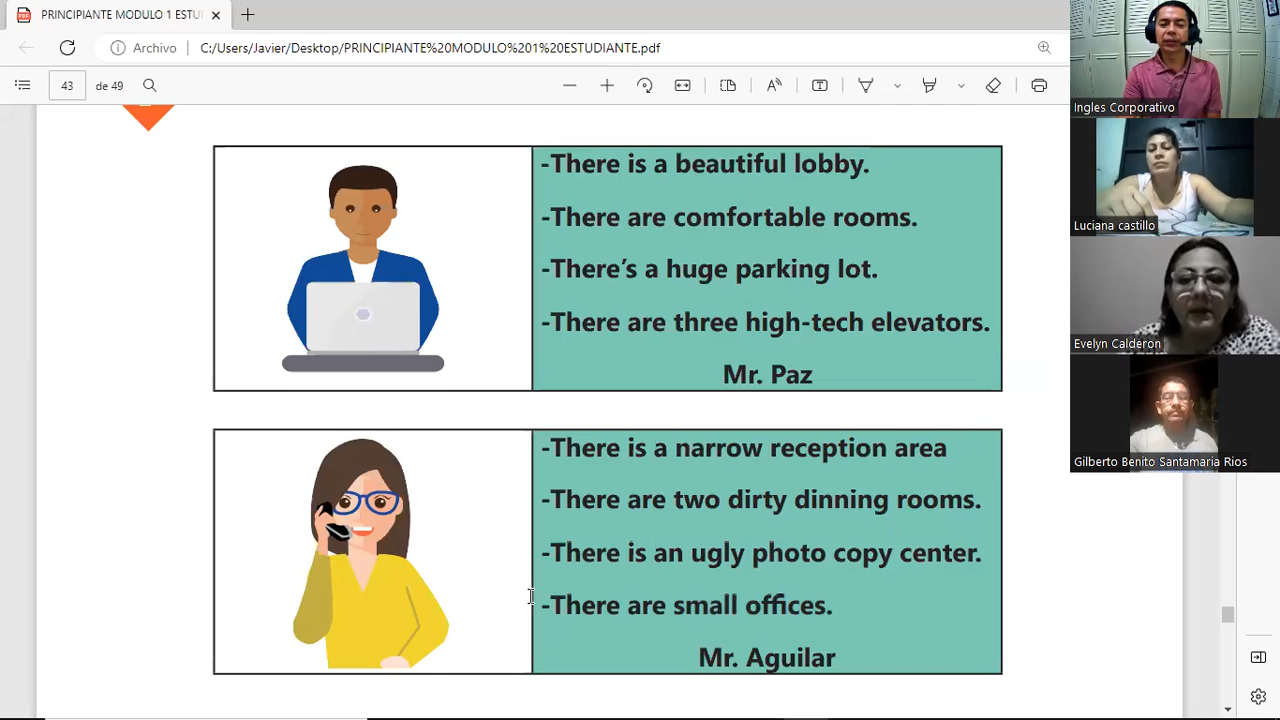 PRINCIPIANTE MODULO 1 ESTU
Archivo
C:/Users/Javier/Desktop/PRINCIPIANTE%20MODULO%201%20ESTUDIANTE.pdf
43
de 49
-There is a beautiful lobby.
-There are comfortable rooms.
-There's a huge parking lot.
-There are three high-tech elevators.
Mr. Paz
-There is a narrow reception area
-There are two dirty dinning rooms.
-There is an ugly photo copy center.
-There are small offices.
Mr. Aguilar
Ingles Corporativo
Luciana castillo
Evelyn Calderon
Gilberto Benito Santamaria Rios